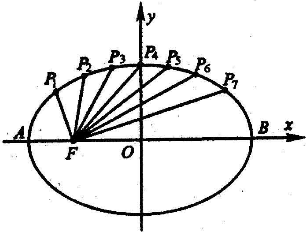 y
P₁ P₂ P₃ P₄ P₅ P₆ P₇
A F O B x